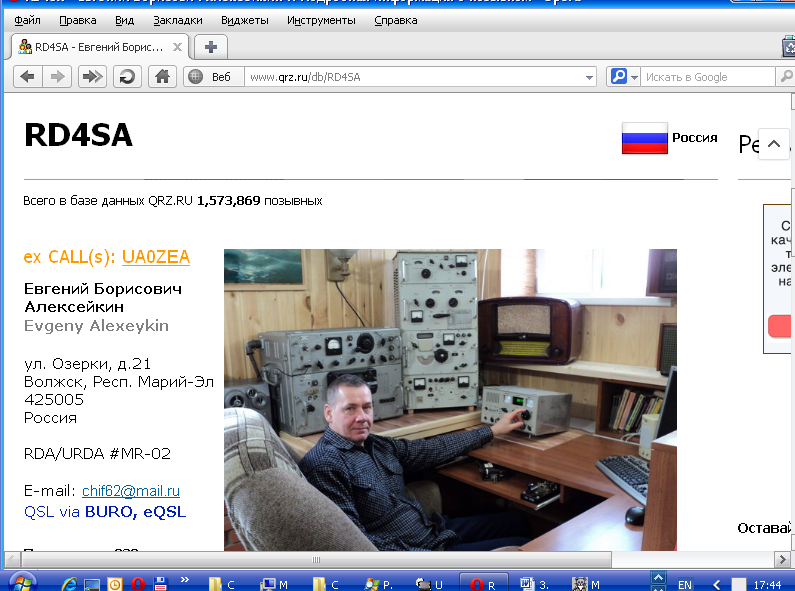 Файл Правка Вид Закладки Виджеты Инструменты Справка
RD4SA - Евгений Борис...
Веб www.qrz.ru/db/RD4SA Искать в Google
RD4SA
Россия
Всего в базе данных QRZ.RU 1,573,869 позывных
ex CALL(s): UA0ZEA
Евгений Борисович
Алексейкин
Evgeny Alexeykin
ул. Озерки, д.21
Волжск, Респ. Марий-Эл
425005
Россия
RDA/URDA #MR-02
E-mail: chif62@mail.ru
QSL via BURO, eQSL
Оставай
С М С Р. U R 3. M EN 17:44